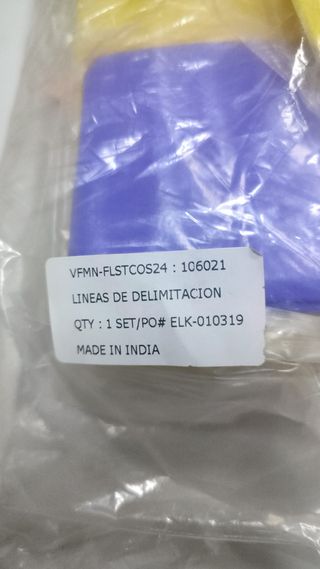 VFMN-FLSTCOS24 : 106021
LINEAS DE DELIMITACION
QTY : 1 SET/PO# ELK-010319
MADE IN INDIA